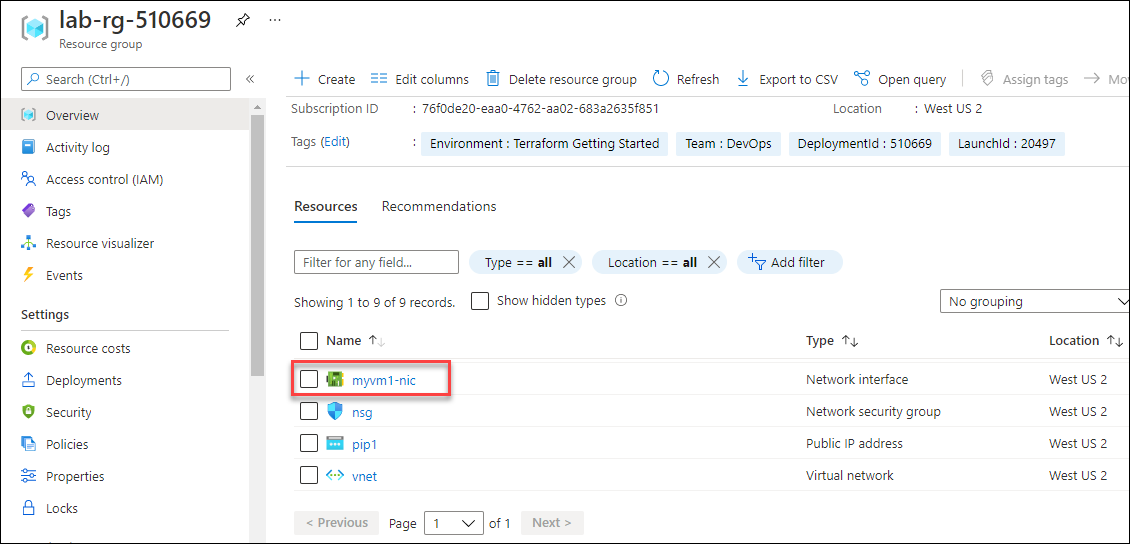 lab-rg-510669
Resource group
Search (Ctrl+/)
Overview
Activity log
Access control (IAM)
Tags
Resource visualizer
Events
Settings
Resource costs
Deployments
Security
Policies
Properties
Locks
Create Edit columns Delete resource group Refresh Export to CSV Open query Assign tags Mov
Subscription ID : 76f0de20-eaa0-4762-aa02-683a2635f851 Location : West US 2
Tags (Edit) : Environment : Terraform Getting Started Team : DevOps DeploymentId : 510669 LaunchId : 20497
Resources Recommendations
Filter for any field... Type == all Location == all Add filter
Showing 1 to 9 of 9 records. Show hidden types No grouping
Name Type Location
myvm1-nic Network interface West US 2
nsg Network security group West US 2
pip1 Public IP address West US 2
vnet Virtual network West US 2
< Previous Page 1 of 1 Next >